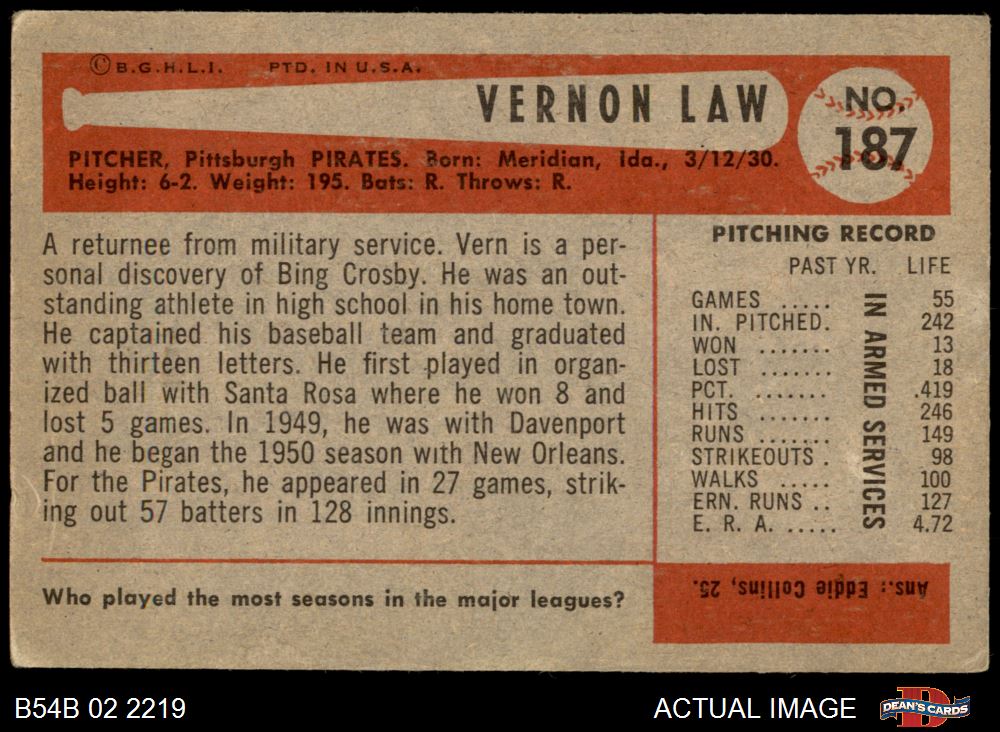 © B.G.H.L.I. PTD. IN U.S.A.
VERNON LAW
NO. 187
PITCHER, Pittsburgh PIRATES. Born: Meridian, Ida., 3/12/30.
Height: 6-2. Weight: 195. Bats: R. Throws: R.
A returnee from military service. Vern is a per-
sonal discovery of Bing Crosby. He was an out-
standing athlete in high school in his home town.
He captained his baseball team and graduated
with thirteen letters. He first played in organ-
ized ball with Santa Rosa where he won 8 and
lost 5 games. In 1949, he was with Davenport
and he began the 1950 season with New Orleans.
For the Pirates, he appeared in 27 games, strik-
ing out 57 batters in 128 innings.
PITCHING RECORD
PAST YR. LIFE
GAMES ..... 55
IN. PITCHED. 242
WON ....... 13
LOST ....... 18
PCT. ....... .419
HITS ....... 246
RUNS ....... 149
STRIKEOUTS . 98
WALKS ..... 100
ERN. RUNS .. 127
E. R. A. ..... 4.72
IN ARMED SERVICES
Who played the most seasons in the major leagues?
Ans.: Eddie Collins, 25.
B54B 02 2219
ACTUAL IMAGE
D
DEAN'S CARDS